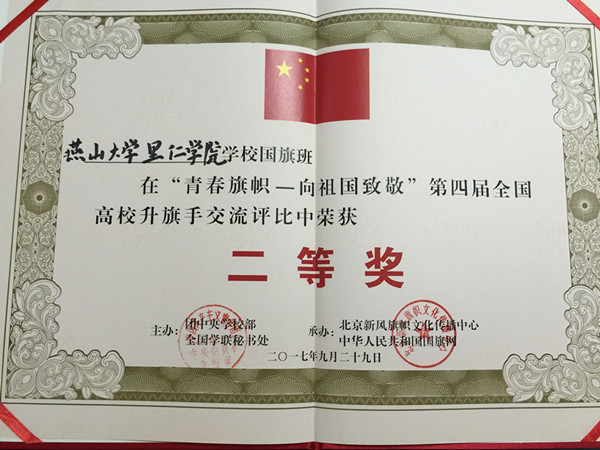 燕山大学里仁学院学校国旗班
在“青春旗帜—向祖国致敬”第四届全国
高校升旗手交流评比中荣获
二等奖
主办:团中央学校部
全国学联秘书处
承办:北京新风旗帜文化传播中心
中华人民共和国国旗网
二〇一七年九月二十九日